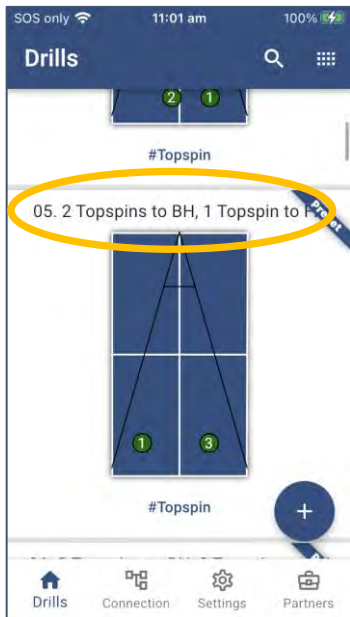 SOS only 11:01 am 100%
Drills
2 1
#Topspin
05. 2 Topspins to BH, 1 Topspin to
Preset
1 3
#Topspin
+
Drills Connection Settings Partners